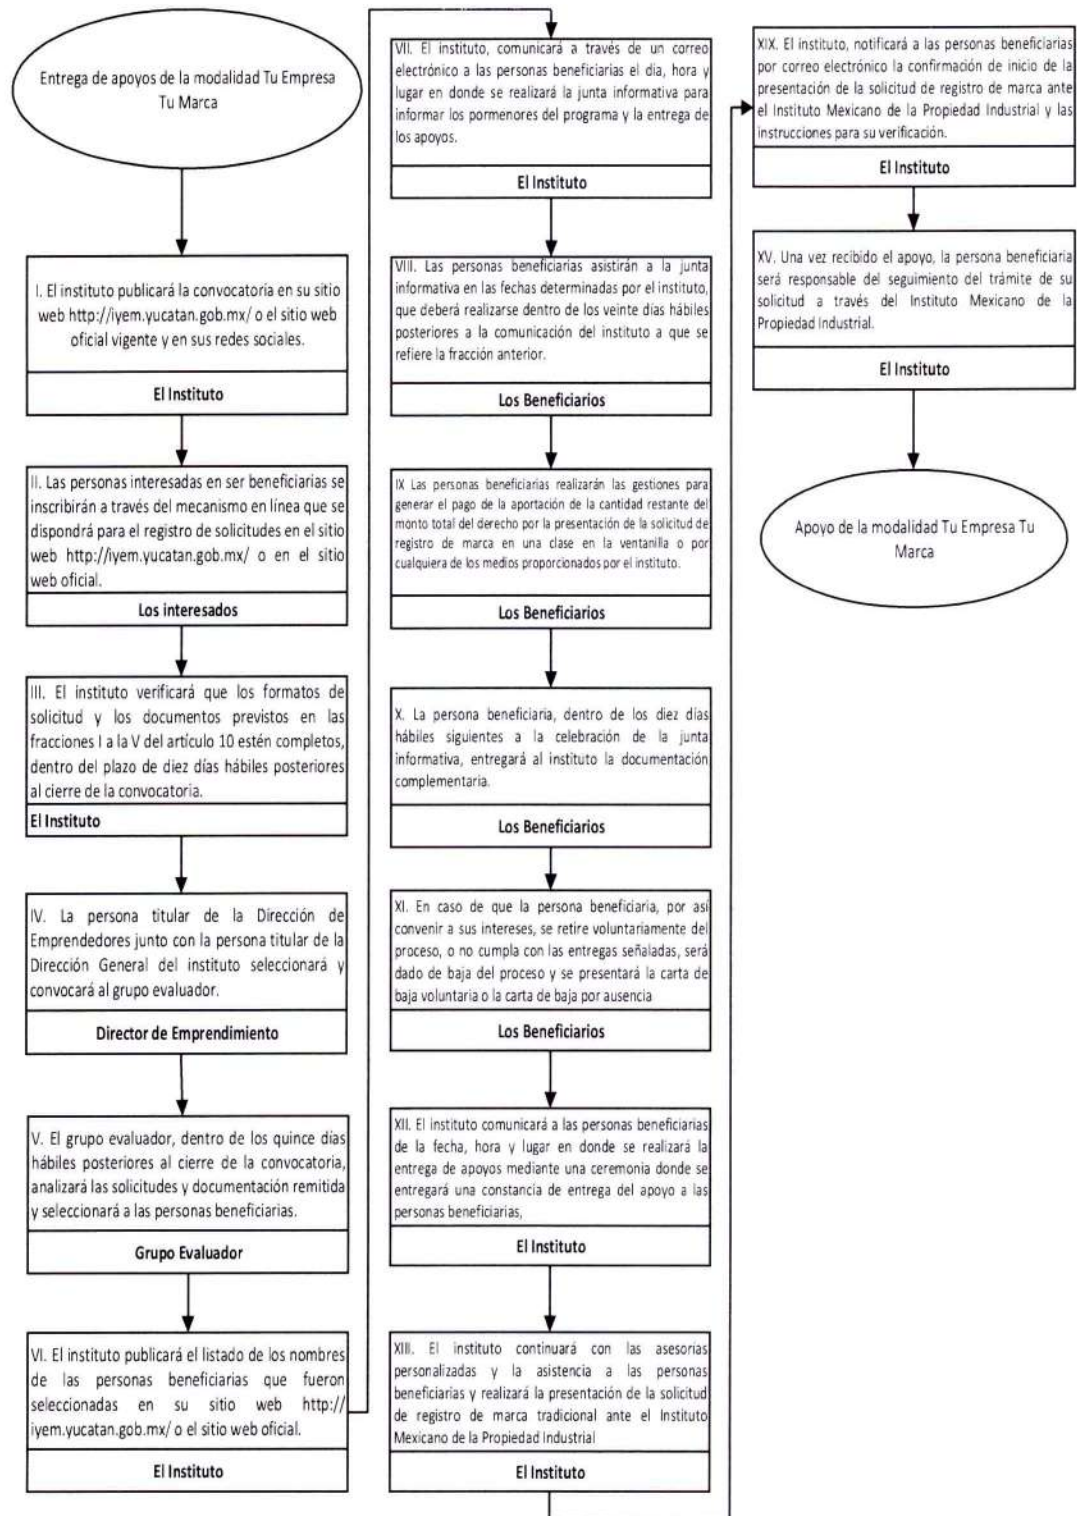 Entrega de apoyos de la modalidad Tu Empresa
Tu Marca
I. El instituto publicará la convocatoria en su sitio
web http://iyem.yucatan.gob.mx/ o el sitio web
oficial vigente y en sus redes sociales.
El Instituto
II. Las personas interesadas en ser beneficiarias se
inscribirán a través del mecanismo en línea que se
dispondrá para el registro de solicitudes en el sitio
web http://iyem.yucatan.gob.mx/ o en el sitio
web oficial.
Los interesados
III. El instituto verificará que los formatos de
solicitud y los documentos previstos en las
fracciones I a la V del artículo 10 estén completos,
dentro del plazo de diez días hábiles posteriores
al cierre de la convocatoria.
El Instituto
IV. La persona titular de la Dirección de
Emprendedores junto con la persona titular de la
Dirección General del instituto seleccionará y
convocará al grupo evaluador.
Director de Emprendimiento
V. El grupo evaluador, dentro de los quince días
hábiles posteriores al cierre de la convocatoria,
analizará las solicitudes y documentación remitida
y seleccionará a las personas beneficiarias.
Grupo Evaluador
VI. El instituto publicará el listado de los nombres
de las personas beneficiarias que fueron
seleccionadas en su sitio web http://
iyem.yucatan.gob.mx/ o el sitio web oficial.
El Instituto
VII. El instituto, comunicará a través de un correo
electrónico a las personas beneficiarias el día, hora y
lugar en donde se realizará la junta informativa para
informar los pormenores del programa y la entrega de
los apoyos.
El Instituto
VIII. Las personas beneficiarias asistirán a la junta
informativa en las fechas determinadas por el instituto,
que deberá realizarse dentro de los veinte días hábiles
posteriores a la comunicación del instituto a que se
refiere la fracción anterior.
Los Beneficiarios
IX Las personas beneficiarias realizarán las gestiones para
generar el pago de la aportación de la cantidad restante del
monto total del derecho por la presentación de la solicitud de
registro de marca en una clase en la ventanilla o por
cualquiera de los medios proporcionados por el instituto.
Los Beneficiarios
X. La persona beneficiaria, dentro de los diez días
hábiles siguientes a la celebración de la junta
informativa, entregará al instituto la documentación
complementaria.
Los Beneficiarios
XI. En caso de que la persona beneficiaria, por así
convenir a sus intereses, se retire voluntariamente del
proceso, o no cumpla con las entregas señaladas, será
dado de baja del proceso y se presentará la carta de
baja voluntaria o la carta de baja por ausencia
Los Beneficiarios
XII. El instituto comunicará a las personas beneficiarias
de la fecha, hora y lugar en donde se realizará la
entrega de apoyos mediante una ceremonia donde se
entregará una constancia de entrega del apoyo a las
personas beneficiarias,
El Instituto
XIII. El instituto continuará con las asesorías
personalizadas y la asistencia a las personas
beneficiarias y realizará la presentación de la solicitud
de registro de marca tradicional ante el Instituto
Mexicano de la Propiedad Industrial
El Instituto
XIX. El instituto, notificará a las personas beneficiarias
por correo electrónico la confirmación de inicio de la
presentación de la solicitud de registro de marca ante
el Instituto Mexicano de la Propiedad Industrial y las
instrucciones para su verificación.
El Instituto
XV. Una vez recibido el apoyo, la persona beneficiaria
será responsable del seguimiento del trámite de su
solicitud a través del Instituto Mexicano de la
Propiedad Industrial.
El Instituto
Apoyo de la modalidad Tu Empresa Tu
Marca